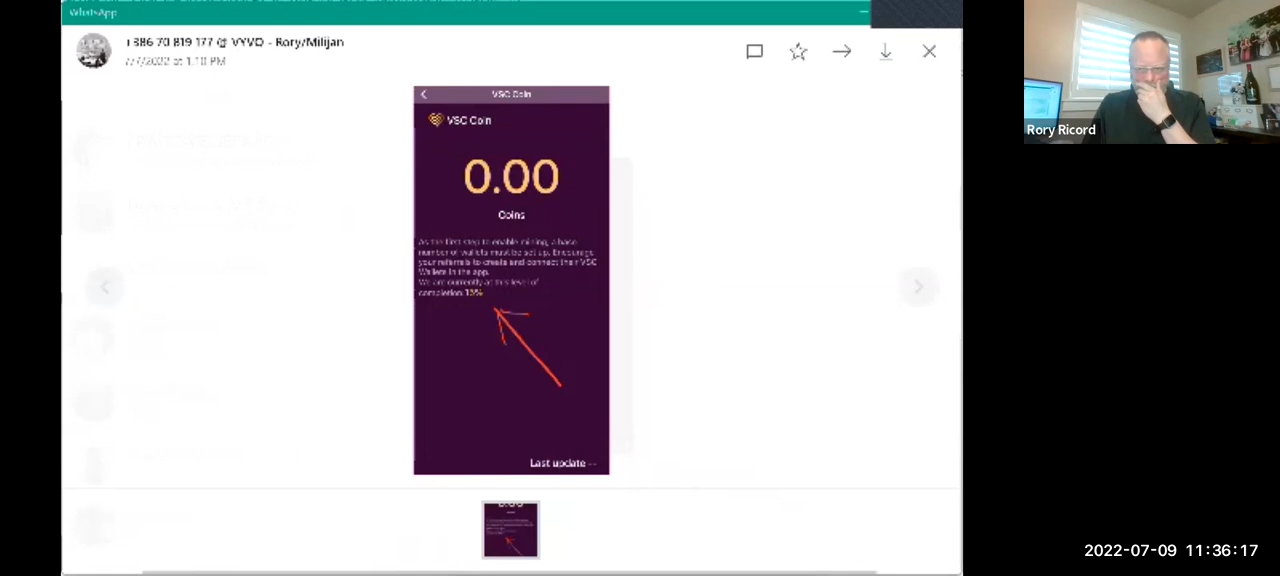 WhatsApp
+386 70 819 177 @ VYVO - Rory/Milijan
7/7/2022 at 1:10 PM
VSC Coin
VSC Coin
0.00
Coins
As the first step to enable mining, a base
number of wallets must be set up. Encourage
your referrals to create and connect their VSC
Wallets in the app.
We are currently at this level of
completion 15%
Last update --
0.00
Rory Ricord
2022-07-09 11:36:17